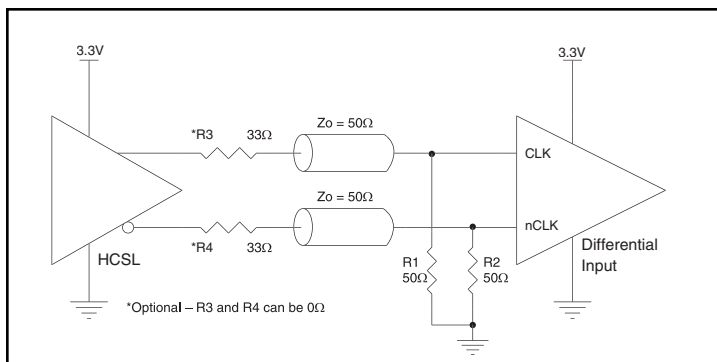 3.3V
3.3V
*R3
33Ω
Zo = 50Ω
CLK
Zo = 50Ω
nCLK
HCSL
*R4
33Ω
R1
50Ω
R2
50Ω
Differential
Input
*Optional – R3 and R4 can be 0Ω